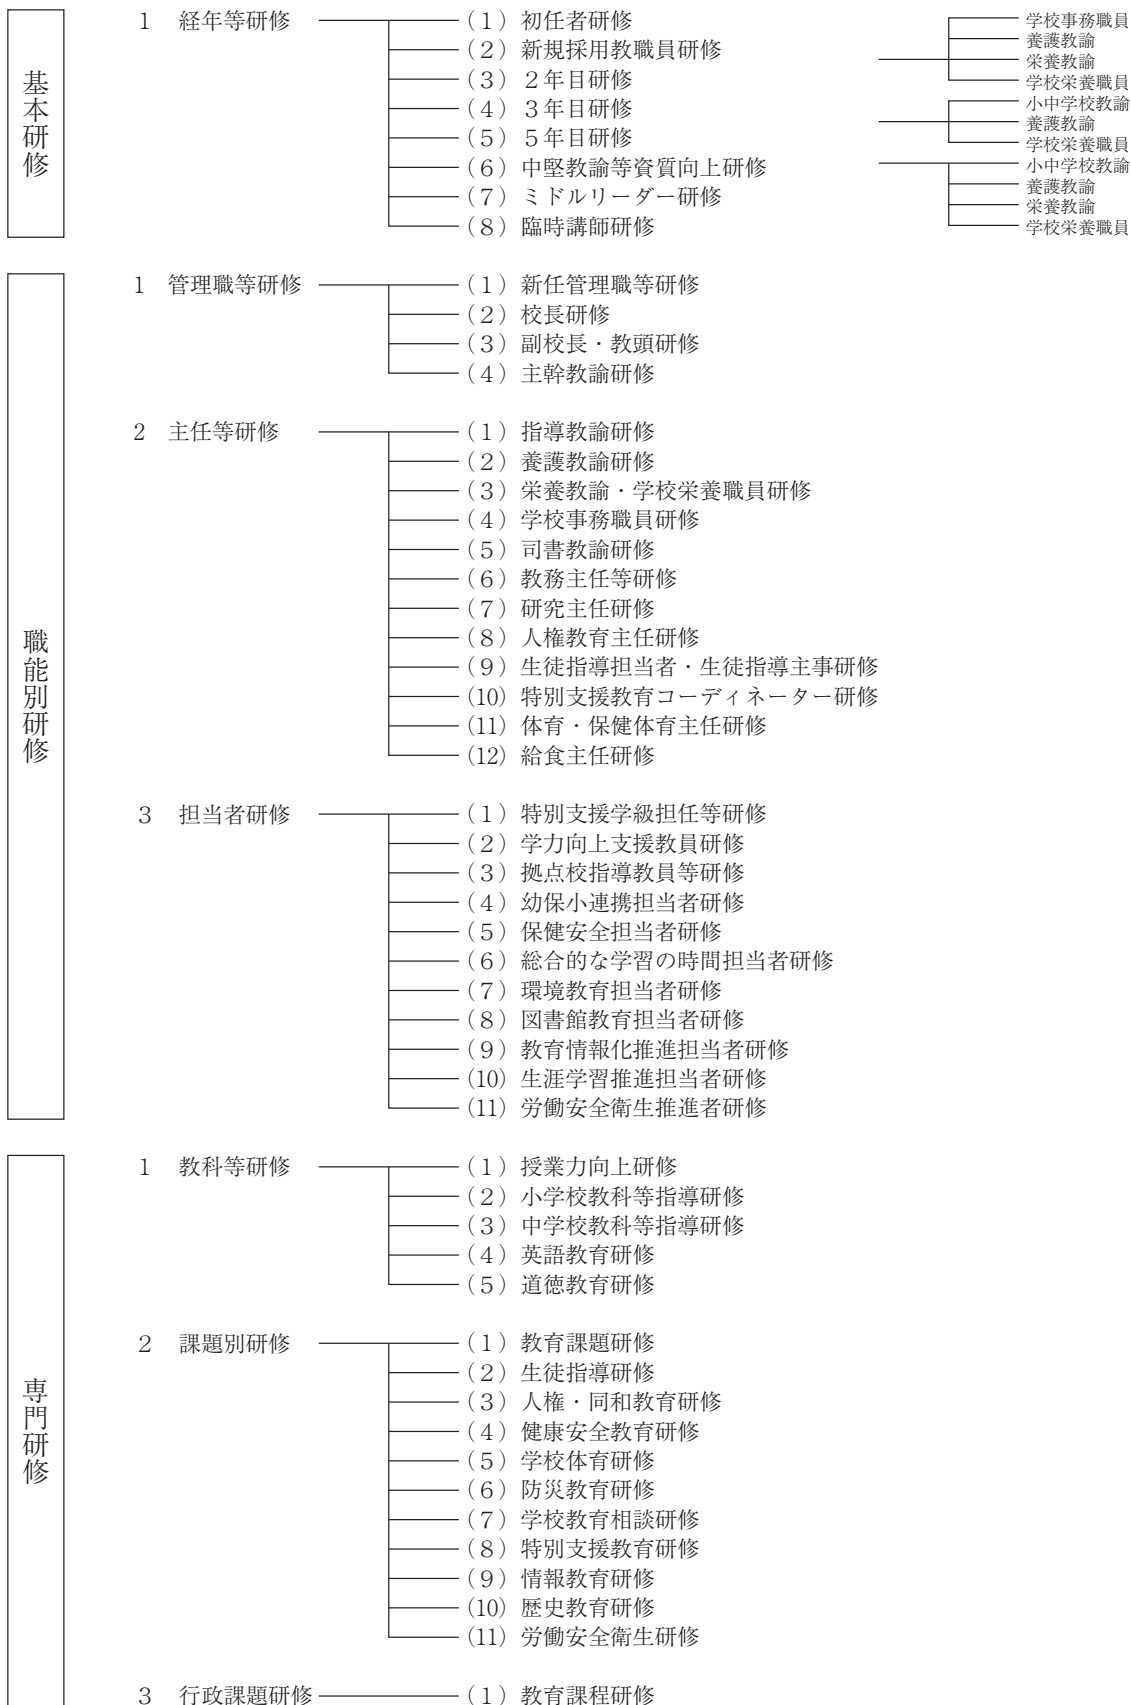 基本研修
1 経年等研修
(1) 初任者研修
(2) 新規採用教職員研修
学校事務職員
養護教諭
栄養教諭
学校栄養職員
(3) 2年目研修
(4) 3年目研修
(5) 5年目研修
小中学校教諭
養護教諭
学校栄養職員
(6) 中堅教諭等資質向上研修
小中学校教諭
養護教諭
栄養教諭
学校栄養職員
(7) ミドルリーダー研修
(8) 臨時講師研修
職能別研修
1 管理職等研修
(1) 新任管理職等研修
(2) 校長研修
(3) 副校長・教頭研修
(4) 主幹教諭研修
2 主任等研修
(1) 指導教諭研修
(2) 養護教諭研修
(3) 栄養教諭・学校栄養職員研修
(4) 学校事務職員研修
(5) 司書教諭研修
(6) 教務主任等研修
(7) 研究主任研修
(8) 人権教育主任研修
(9) 生徒指導担当者・生徒指導主事研修
(10) 特別支援教育コーディネーター研修
(11) 体育・保健体育主任研修
(12) 給食主任研修
3 担当者研修
(1) 特別支援学級担任等研修
(2) 学力向上支援教員研修
(3) 拠点校指導教員等研修
(4) 幼保小連携担当者研修
(5) 保健安全担当者研修
(6) 総合的な学習の時間担当者研修
(7) 環境教育担当者研修
(8) 図書館教育担当者研修
(9) 教育情報化推進担当者研修
(10) 生涯学習推進担当者研修
(11) 労働安全衛生推進者研修
専門研修
1 教科等研修
(1) 授業力向上研修
(2) 小学校教科等指導研修
(3) 中学校教科等指導研修
(4) 英語教育研修
(5) 道徳教育研修
2 課題別研修
(1) 教育課題研修
(2) 生徒指導研修
(3) 人権・同和教育研修
(4) 健康安全教育研修
(5) 学校体育研修
(6) 防災教育研修
(7) 学校教育相談研修
(8) 特別支援教育研修
(9) 情報教育研修
(10) 歴史教育研修
(11) 労働安全衛生研修
3 行政課題研修
(1) 教育課程研修